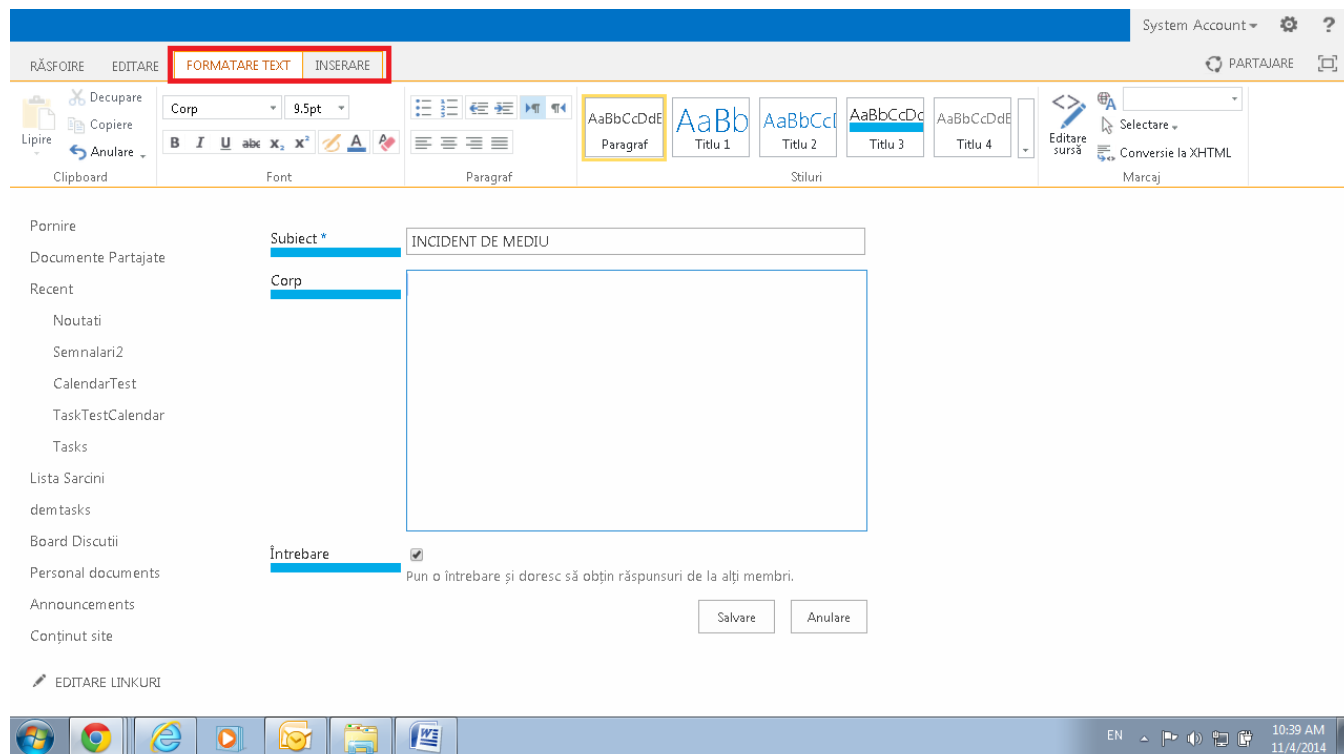 System Account
?
RĂSFOIRE EDITARE FORMATARE TEXT INSERARE PARTAJARE
Lipire
Decupare
Copiere
Anulare
Clipboard
Corp 9.5pt
B I U abc x₂ x² A
Font
Paragraf
AaBbCcDdE
Paragraf
AaBb
Titlu 1
AaBbCcI
Titlu 2
AaBbCcDc
Titlu 3
AaBbCcDdE
Titlu 4
Stiluri
Editare
sursă
Selectare
Conversie la XHTML
Marcaj
Pornire
Documente Partajate
Recent
Noutati
Semnalari2
CalendarTest
TaskTestCalendar
Tasks
Lista Sarcini
demtasks
Board Discutii
Personal documents
Announcements
Conținut site
EDITARE LINKURI
Subiect * INCIDENT DE MEDIU
Corp
Întrebare
Pun o întrebare și doresc să obțin răspunsuri de la alți membri.
Salvare Anulare
EN
10:39 AM
11/4/2014